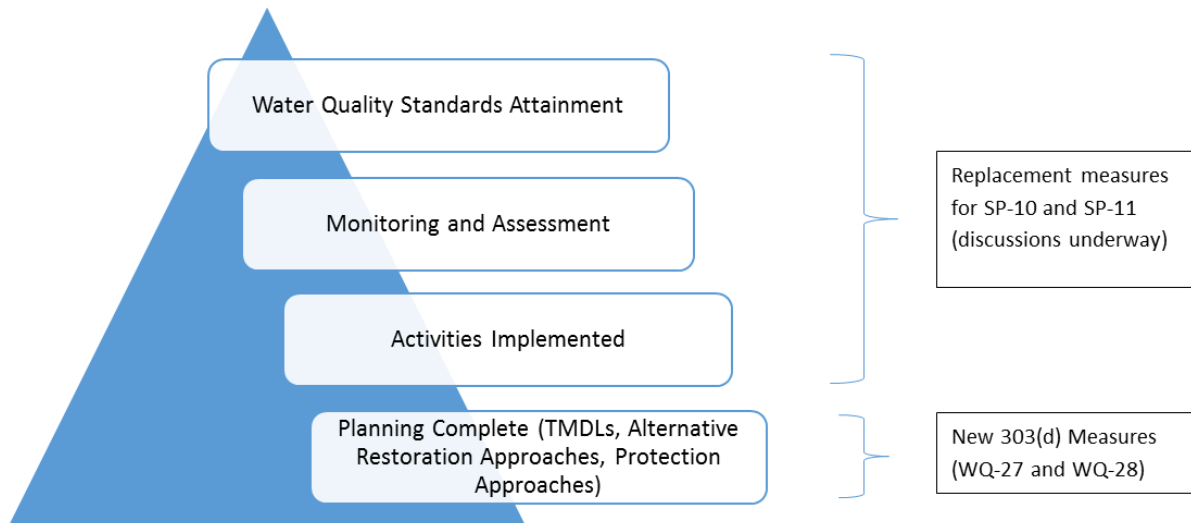 Water Quality Standards Attainment
Monitoring and Assessment
Activities Implemented
Planning Complete (TMDLs, Alternative
Restoration Approaches, Protection
Approaches)
Replacement measures
for SP-10 and SP-11
(discussions underway)
New 303(d) Measures
(WQ-27 and WQ-28)